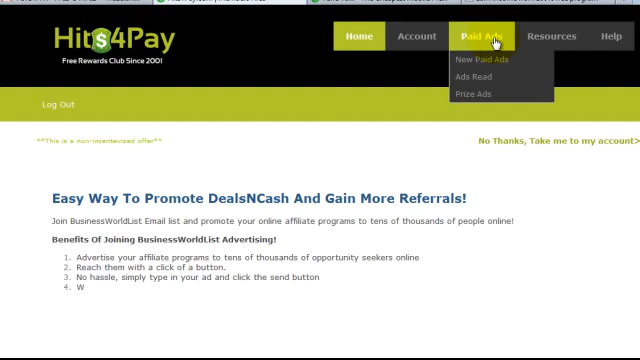 Hits4Pay
Free Rewards Club Since 2001
Home Account Paid Ads Resources Help
New Paid Ads
Ads Read
Prize Ads
Log Out
**This is a non-incentivized offer**
No Thanks, Take me to my account>
Easy Way To Promote DealsNCash And Gain More Referrals!
Join BusinessWorldList Email list and promote your online affiliate programs to tens of thousands of people online!
Benefits Of Joining BusinessWorldList Advertising!
1. Advertise your affiliate programs to tens of thousands of opportunity seekers online
2. Reach them with a click of a button.
3. No hassle, simply type in your ad and click the send button
4. W